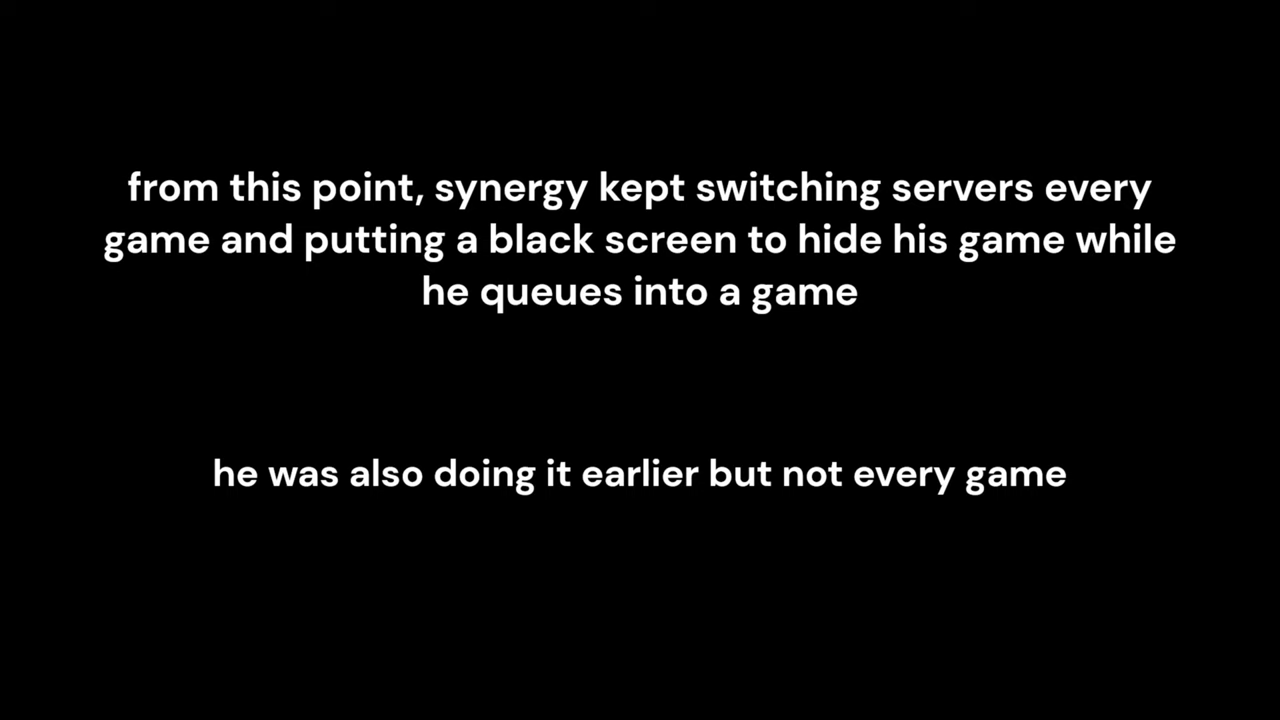 from this point, synergy kept switching servers every
game and putting a black screen to hide his game while
he queues into a game
he was also doing it earlier but not every game